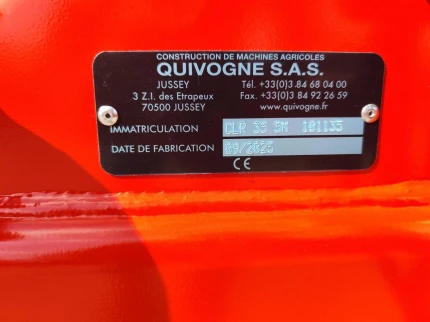 CONSTRUCTION DE MACHINES AGRICOLES
QUIVOGNE S.A.S.
JUSSEY Tél. +33(0)3.84 68 04 00
3 Z.I. des Etrapeux Fax. +33(0)3 84 92 26 59
70500 JUSSEY www.quivogne.fr
IMMATRICULATION CLR 35 SM 101135
DATE DE FABRICATION 09/2025
CE